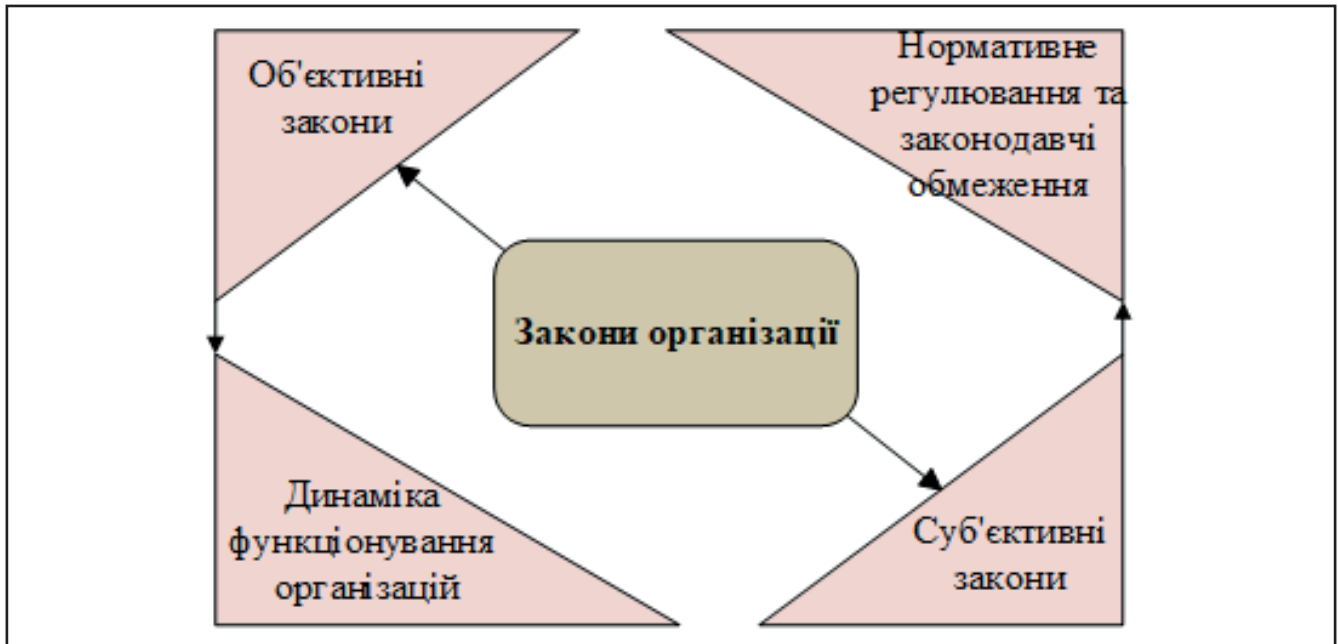 Об'єктивні
закони
Нормативне
регулювання та
законодавчі
обмеження
Закони організації
Динаміка
функціонування
організацій
Суб'єктивні
закони